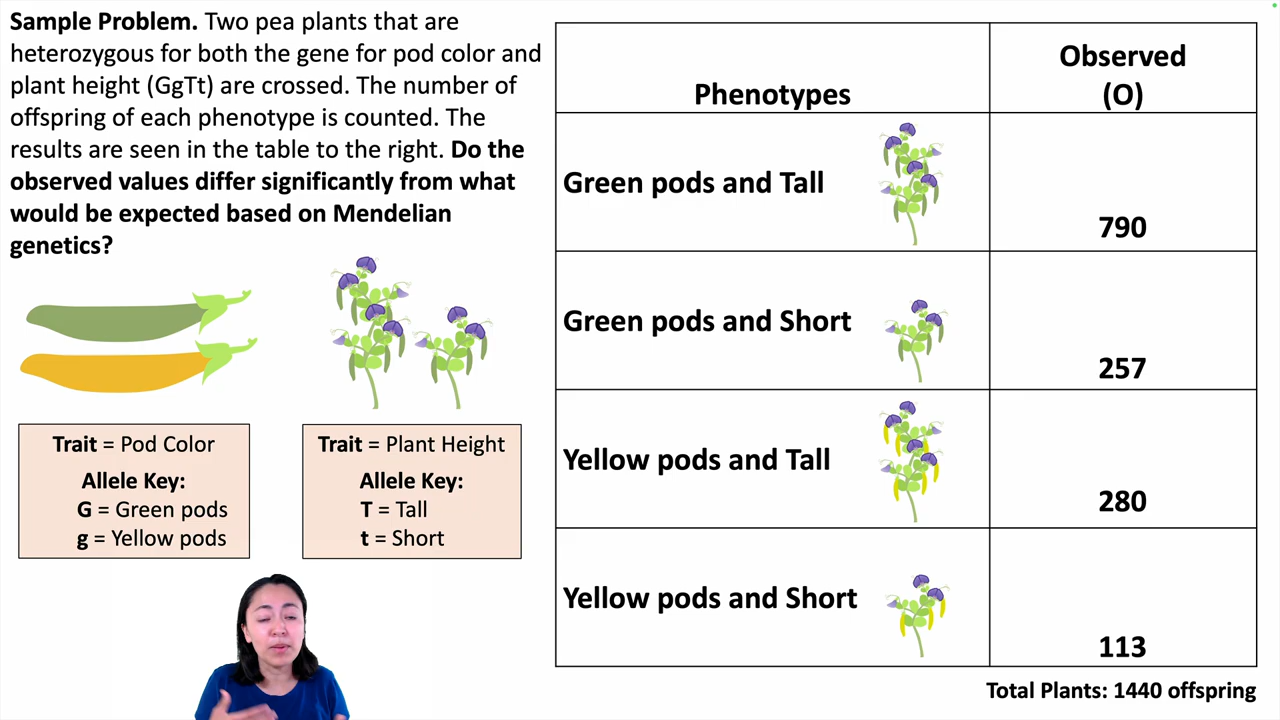 Sample Problem. Two pea plants that are
heterozygous for both the gene for pod color and
plant height (GgTt) are crossed. The number of
offspring of each phenotype is counted. The
results are seen in the table to the right. Do the
observed values differ significantly from what
would be expected based on Mendelian
genetics?
Trait = Pod Color
Allele Key:
G = Green pods
g = Yellow pods
Trait = Plant Height
Allele Key:
T = Tall
t = Short
Phenotypes
Observed
(O)
Green pods and Tall
790
Green pods and Short
257
Yellow pods and Tall
280
Yellow pods and Short
113
Total Plants: 1440 offspring